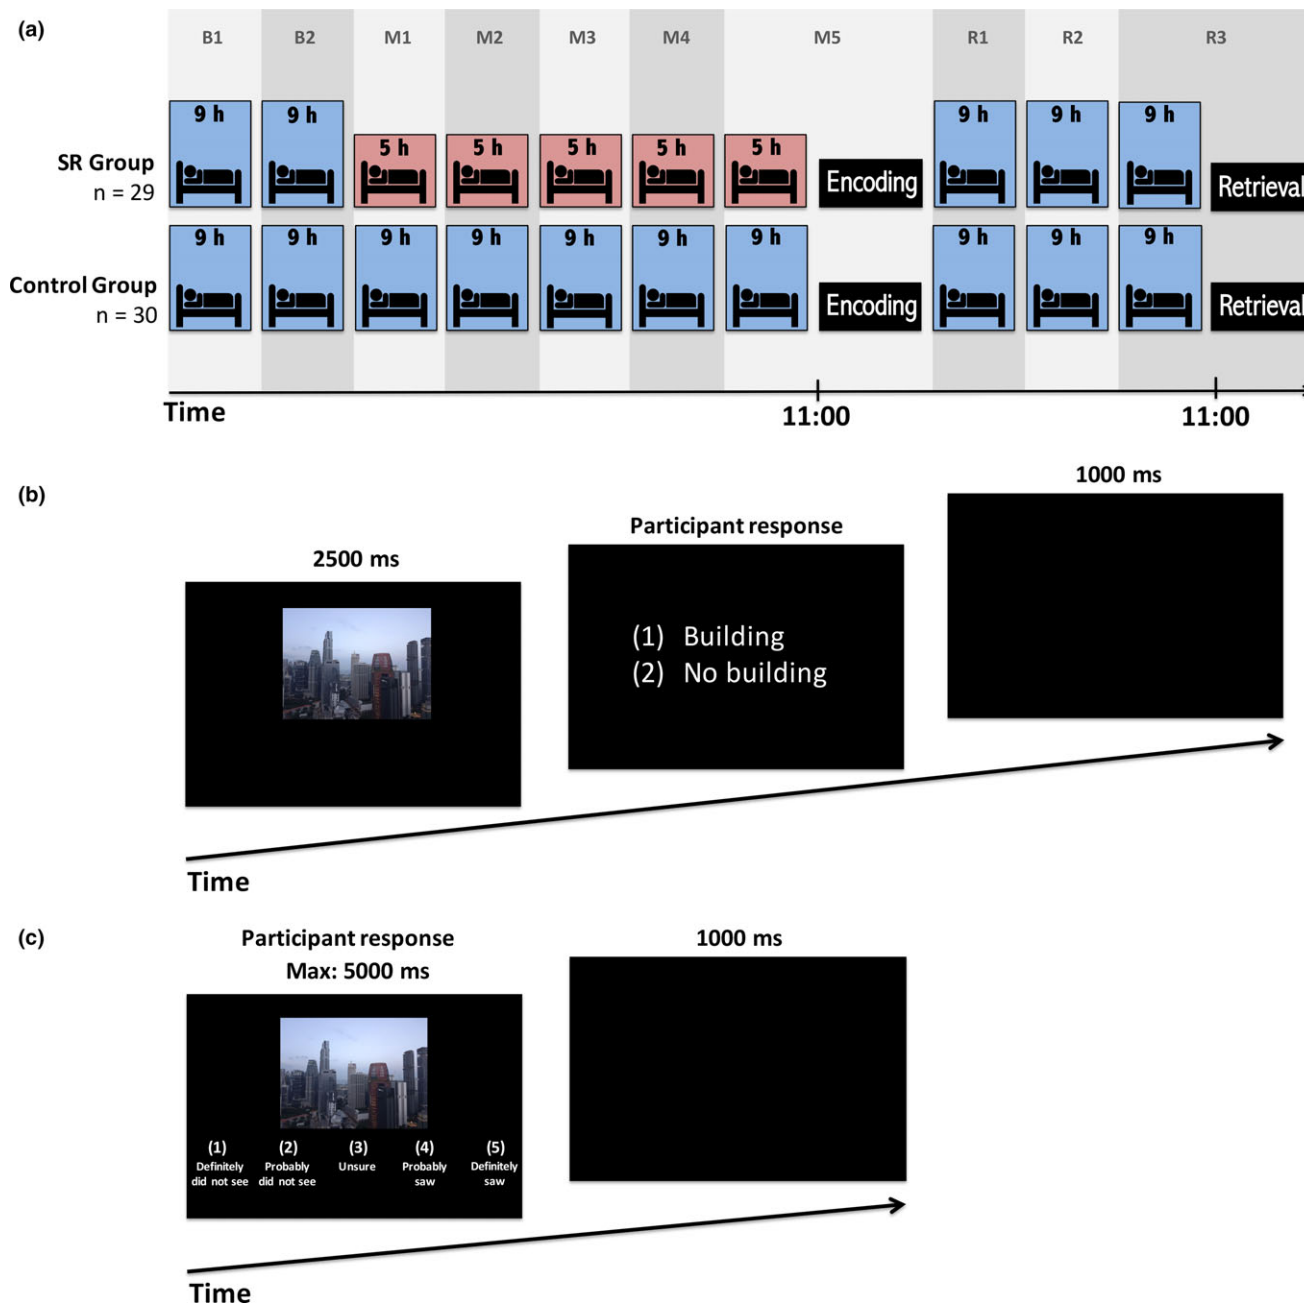 (a)
B1 B2 M1 M2 M3 M4 M5 R1 R2 R3
9 h 9 h 5 h 5 h 5 h 5 h 5 h 9 h 9 h 9 h
SR Group
n = 29
Encoding
Retrieval
9 h 9 h 9 h 9 h 9 h 9 h 9 h 9 h 9 h 9 h
Control Group
n = 30
Encoding
Retrieval
Time
11:00
11:00
(b)
2500 ms
Participant response
1000 ms
(1) Building
(2) No building
Time
(c)
Participant response
Max: 5000 ms
1000 ms
(1) (2) (3) (4) (5)
Definitely Probably Unsure Probably Definitely
did not see did not see saw saw
Time